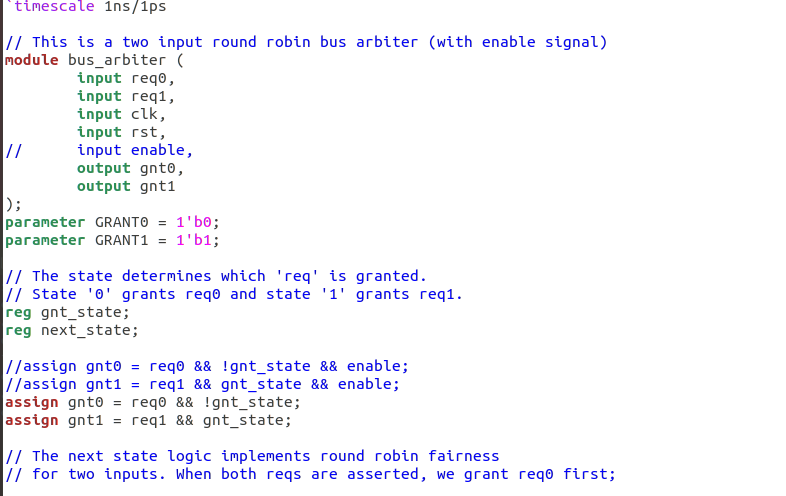 `timescale 1ns/1ps
// This is a two input round robin bus arbiter (with enable signal)
module bus_arbiter (
input req0,
input req1,
input clk,
input rst,
// input enable,
output gnt0,
output gnt1
);
parameter GRANT0 = 1'b0;
parameter GRANT1 = 1'b1;
// The state determines which 'req' is granted.
// State '0' grants req0 and state '1' grants req1.
reg gnt_state;
reg next_state;
//assign gnt0 = req0 && !gnt_state && enable;
//assign gnt1 = req1 && gnt_state && enable;
assign gnt0 = req0 && !gnt_state;
assign gnt1 = req1 && gnt_state;
// The next state logic implements round robin fairness
// for two inputs. When both reqs are asserted, we grant req0 first;